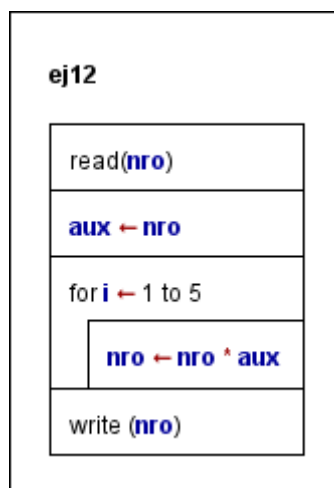 ej12
read(nro)
aux ← nro
for i ← 1 to 5
nro ← nro * aux
write (nro)